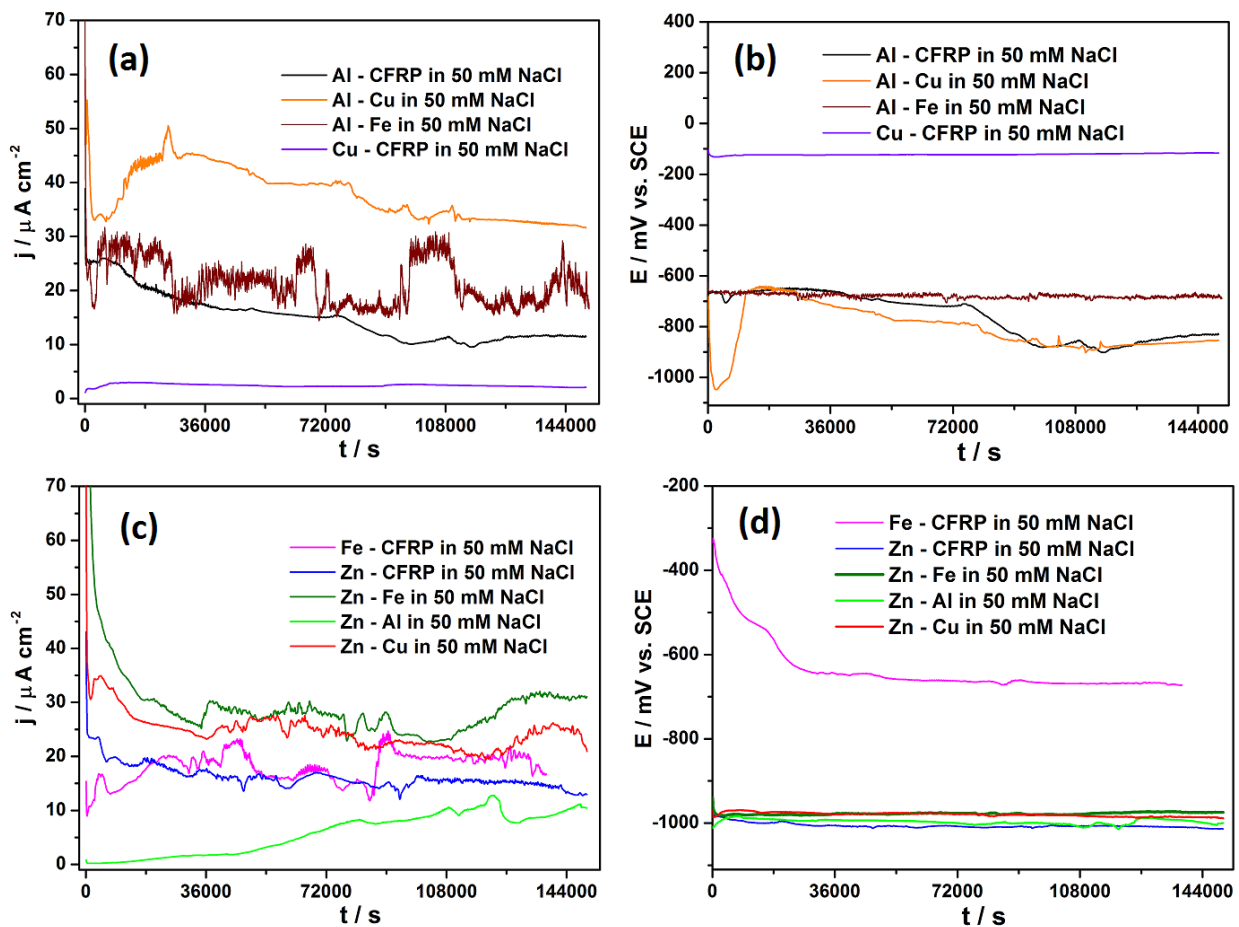 (a)
70
60
50
40
30
20
10
0
j / μ A cm-2
Al - CFRP in 50 mM NaCl
Al - Cu in 50 mM NaCl
Al - Fe in 50 mM NaCl
Cu - CFRP in 50 mM NaCl
0 36000 72000 108000 144000
t / s
(b)
400
200
0
-200
-400
-600
-800
-1000
E / mV vs. SCE
Al - CFRP in 50 mM NaCl
Al - Cu in 50 mM NaCl
Al - Fe in 50 mM NaCl
Cu - CFRP in 50 mM NaCl
0 36000 72000 108000 144000
t / s
(c)
70
60
50
40
30
20
10
0
j / μ A cm-2
Fe - CFRP in 50 mM NaCl
Zn - CFRP in 50 mM NaCl
Zn - Fe in 50 mM NaCl
Zn - Al in 50 mM NaCl
Zn - Cu in 50 mM NaCl
0 36000 72000 108000 144000
t / s
(d)
-200
-400
-600
-800
-1000
E / mV vs. SCE
Fe - CFRP in 50 mM NaCl
Zn - CFRP in 50 mM NaCl
Zn - Fe in 50 mM NaCl
Zn - Al in 50 mM NaCl
Zn - Cu in 50 mM NaCl
0 36000 72000 108000 144000
t / s